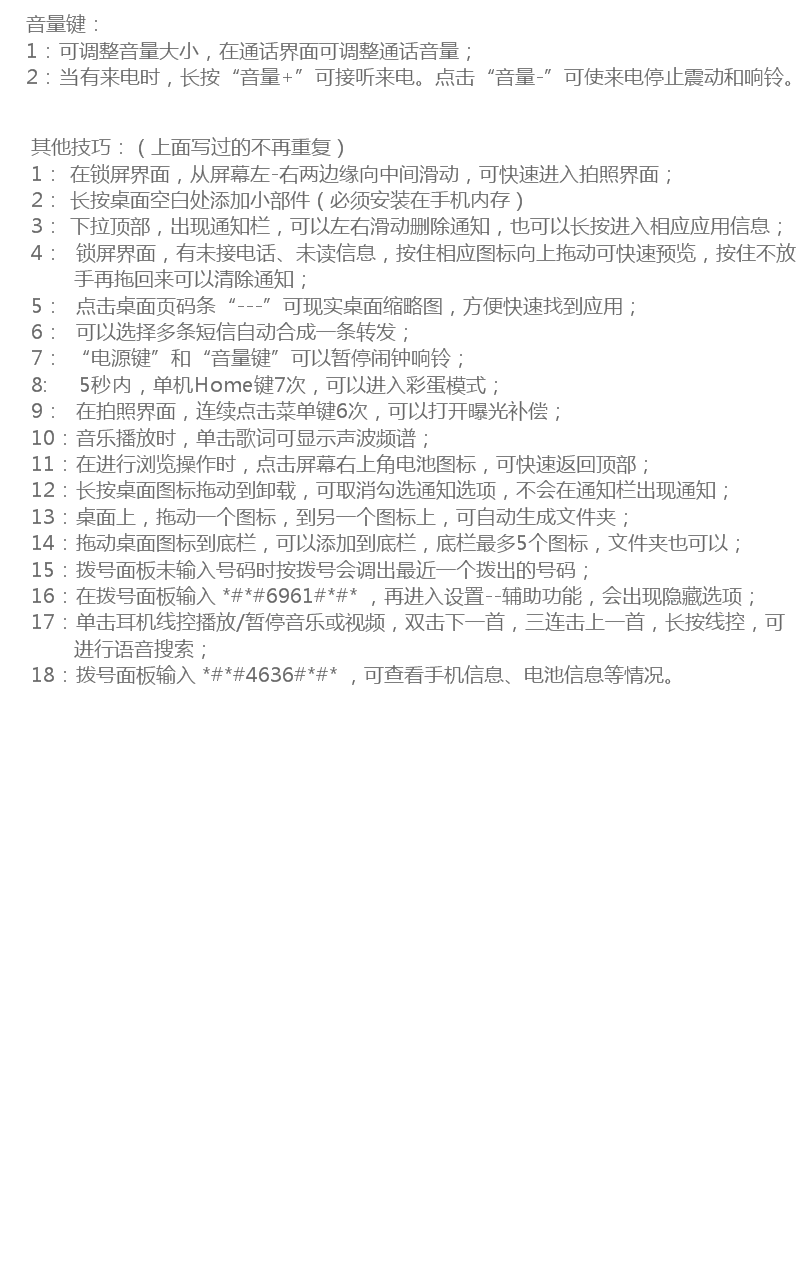 音量键：
1：可调整音量大小，在通话界面可调整通话音量；
2：当有来电时，长按“音量+”可接听来电。点击“音量-”可使来电停止震动和响铃。
其他技巧：（上面写过的不再重复）
1： 在锁屏界面，从屏幕左-右两边缘向中间滑动，可快速进入拍照界面；
2： 长按桌面空白处添加小部件（必须安装在手机内存）
3： 下拉顶部，出现通知栏，可以左右滑动删除通知，也可以长按进入相应应用信息；
4： 锁屏界面，有未接电话、未读信息，按住相应图标向上拖动可快速预览，按住不放
手再拖回来可以清除通知；
5： 点击桌面页码条“---”可现实桌面缩略图，方便快速找到应用；
6： 可以选择多条短信自动合成一条转发；
7： “电源键”和“音量键”可以暂停闹钟响铃；
8: 5秒内，单机Home键7次，可以进入彩蛋模式；
9： 在拍照界面，连续点击菜单键6次，可以打开曝光补偿；
10：音乐播放时，单击歌词可显示声波频谱；
11：在进行浏览操作时，点击屏幕右上角电池图标，可快速返回顶部；
12：长按桌面图标拖动到卸载，可取消勾选通知选项，不会在通知栏出现通知；
13：桌面上，拖动一个图标，到另一个图标上，可自动生成文件夹；
14：拖动桌面图标到底栏，可以添加到底栏，底栏最多5个图标，文件夹也可以；
15：拨号面板未输入号码时按拨号会调出最近一个拨出的号码；
16：在拨号面板输入 *#*#6961#*#* ，再进入设置--辅助功能，会出现隐藏选项；
17：单击耳机线控播放/暂停音乐或视频，双击下一首，三连击上一首，长按线控，可
进行语音搜索；
18：拨号面板输入 *#*#4636#*#* ，可查看手机信息、电池信息等情况。